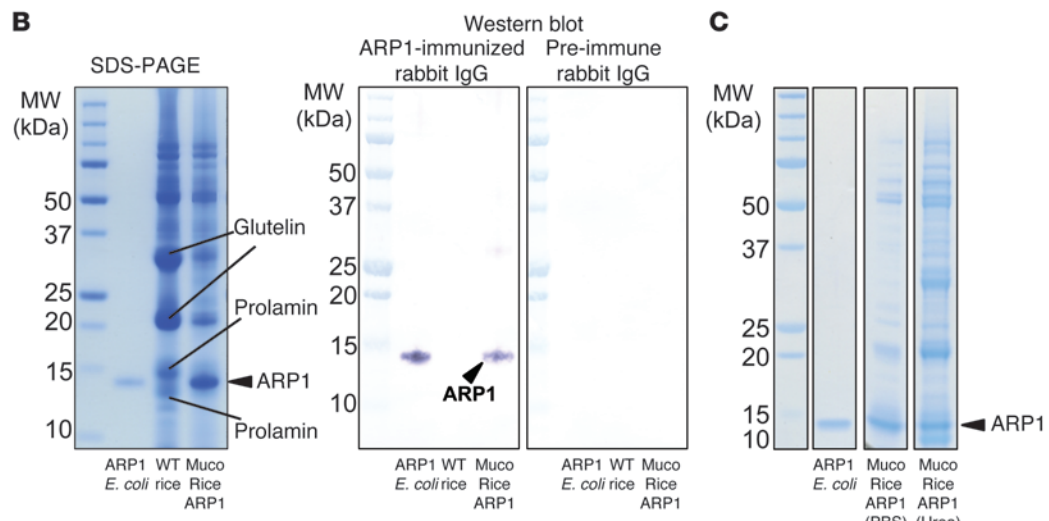 B
SDS-PAGE
MW
(kDa)
50
37
25
20
15
10
Glutelin
Prolamin
ARP1
Prolamin
ARP1 WT Muco
E. coli rice Rice
ARP1
Western blot
ARP1-immunized Pre-immune
rabbit IgG rabbit IgG
MW
(kDa)
50
37
25
20
15
10
ARP1
ARP1 WT Muco
E. coli rice Rice
ARP1
ARP1 WT Muco
E. coli rice Rice
ARP1
C
MW
(kDa)
50
37
25
20
15
10
ARP1
ARP1
E. coli
Muco
Rice
ARP1
(PBS)
Muco
Rice
ARP1
(Urea)